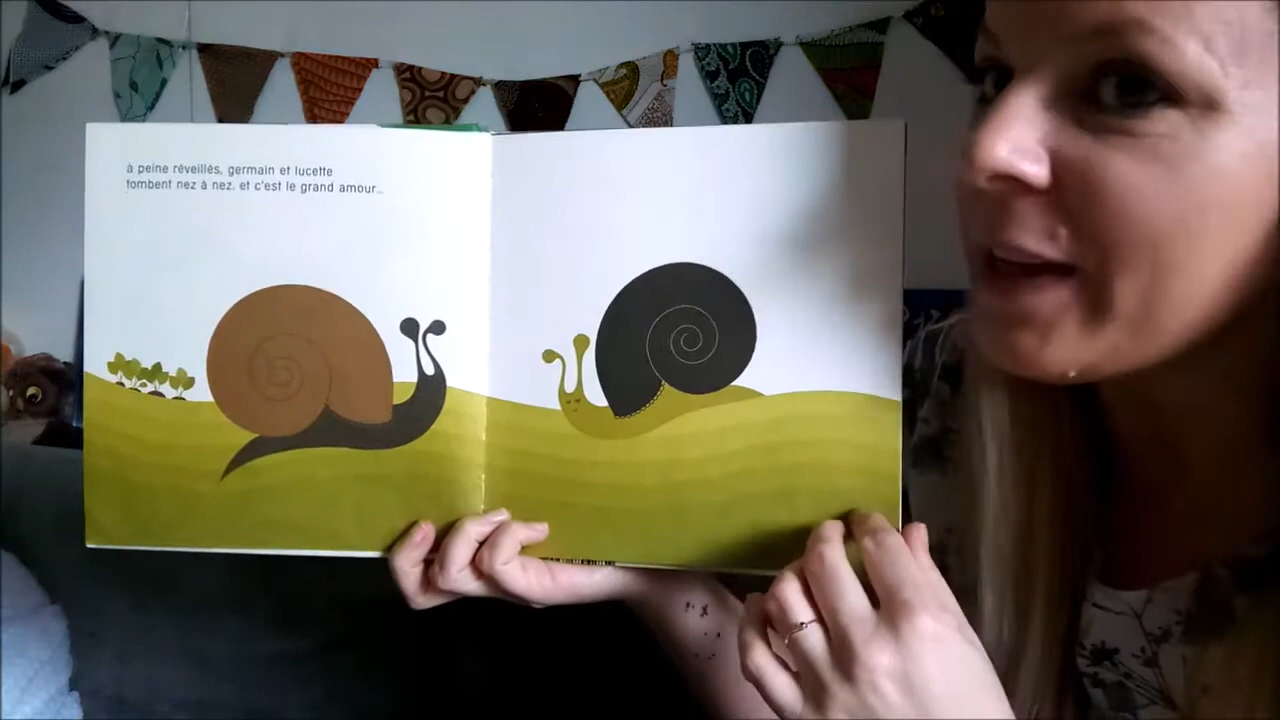 à peine réveillés, germain et lucette
tombent nez à nez, et c'est le grand amour...